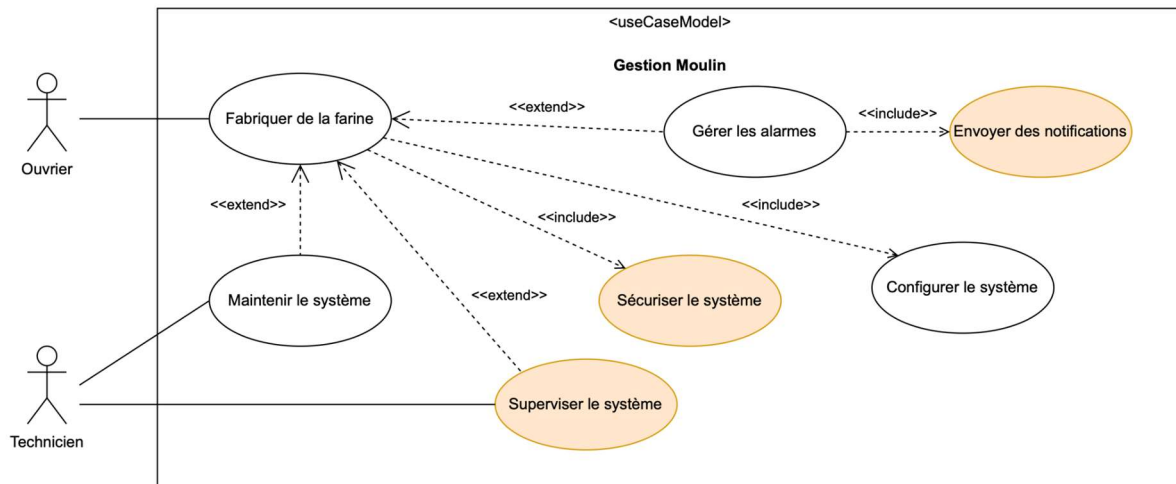 <useCaseModel>
Gestion Moulin
<<extend>>
<<include>>
Fabriquer de la farine
Gérer les alarmes
Envoyer des notifications
Ouvrier
<<extend>>
<<include>>
<<include>>
Maintenir le système
<<extend>>
Sécuriser le système
Configurer le système
Superviser le système
Technicien